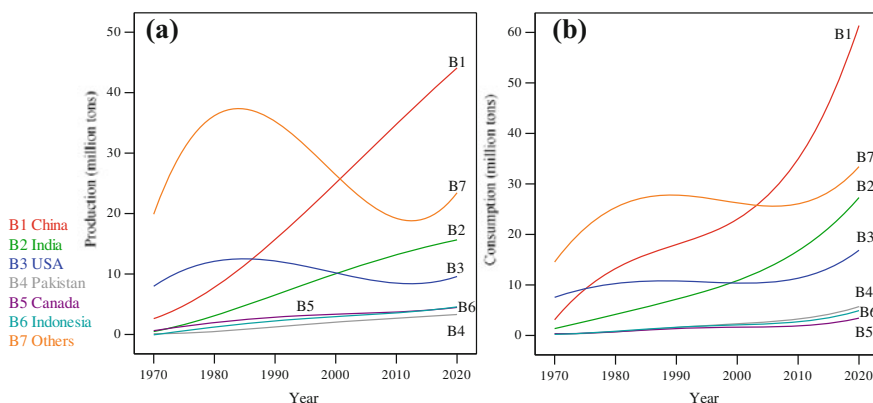 (a)
50
40
30
20
10
0
Production (million tons)
1970 1980 1990 2000 2010 2020
Year
B1
B7
B2
B3
B5
B6
B4
B1 China
B2 India
B3 USA
B4 Pakistan
B5 Canada
B6 Indonesia
B7 Others
(b)
60
50
40
30
20
10
0
Consumption (million tons)
1970 1980 1990 2000 2010 2020
Year
B1
B7
B2
B3
B4
B6
B5